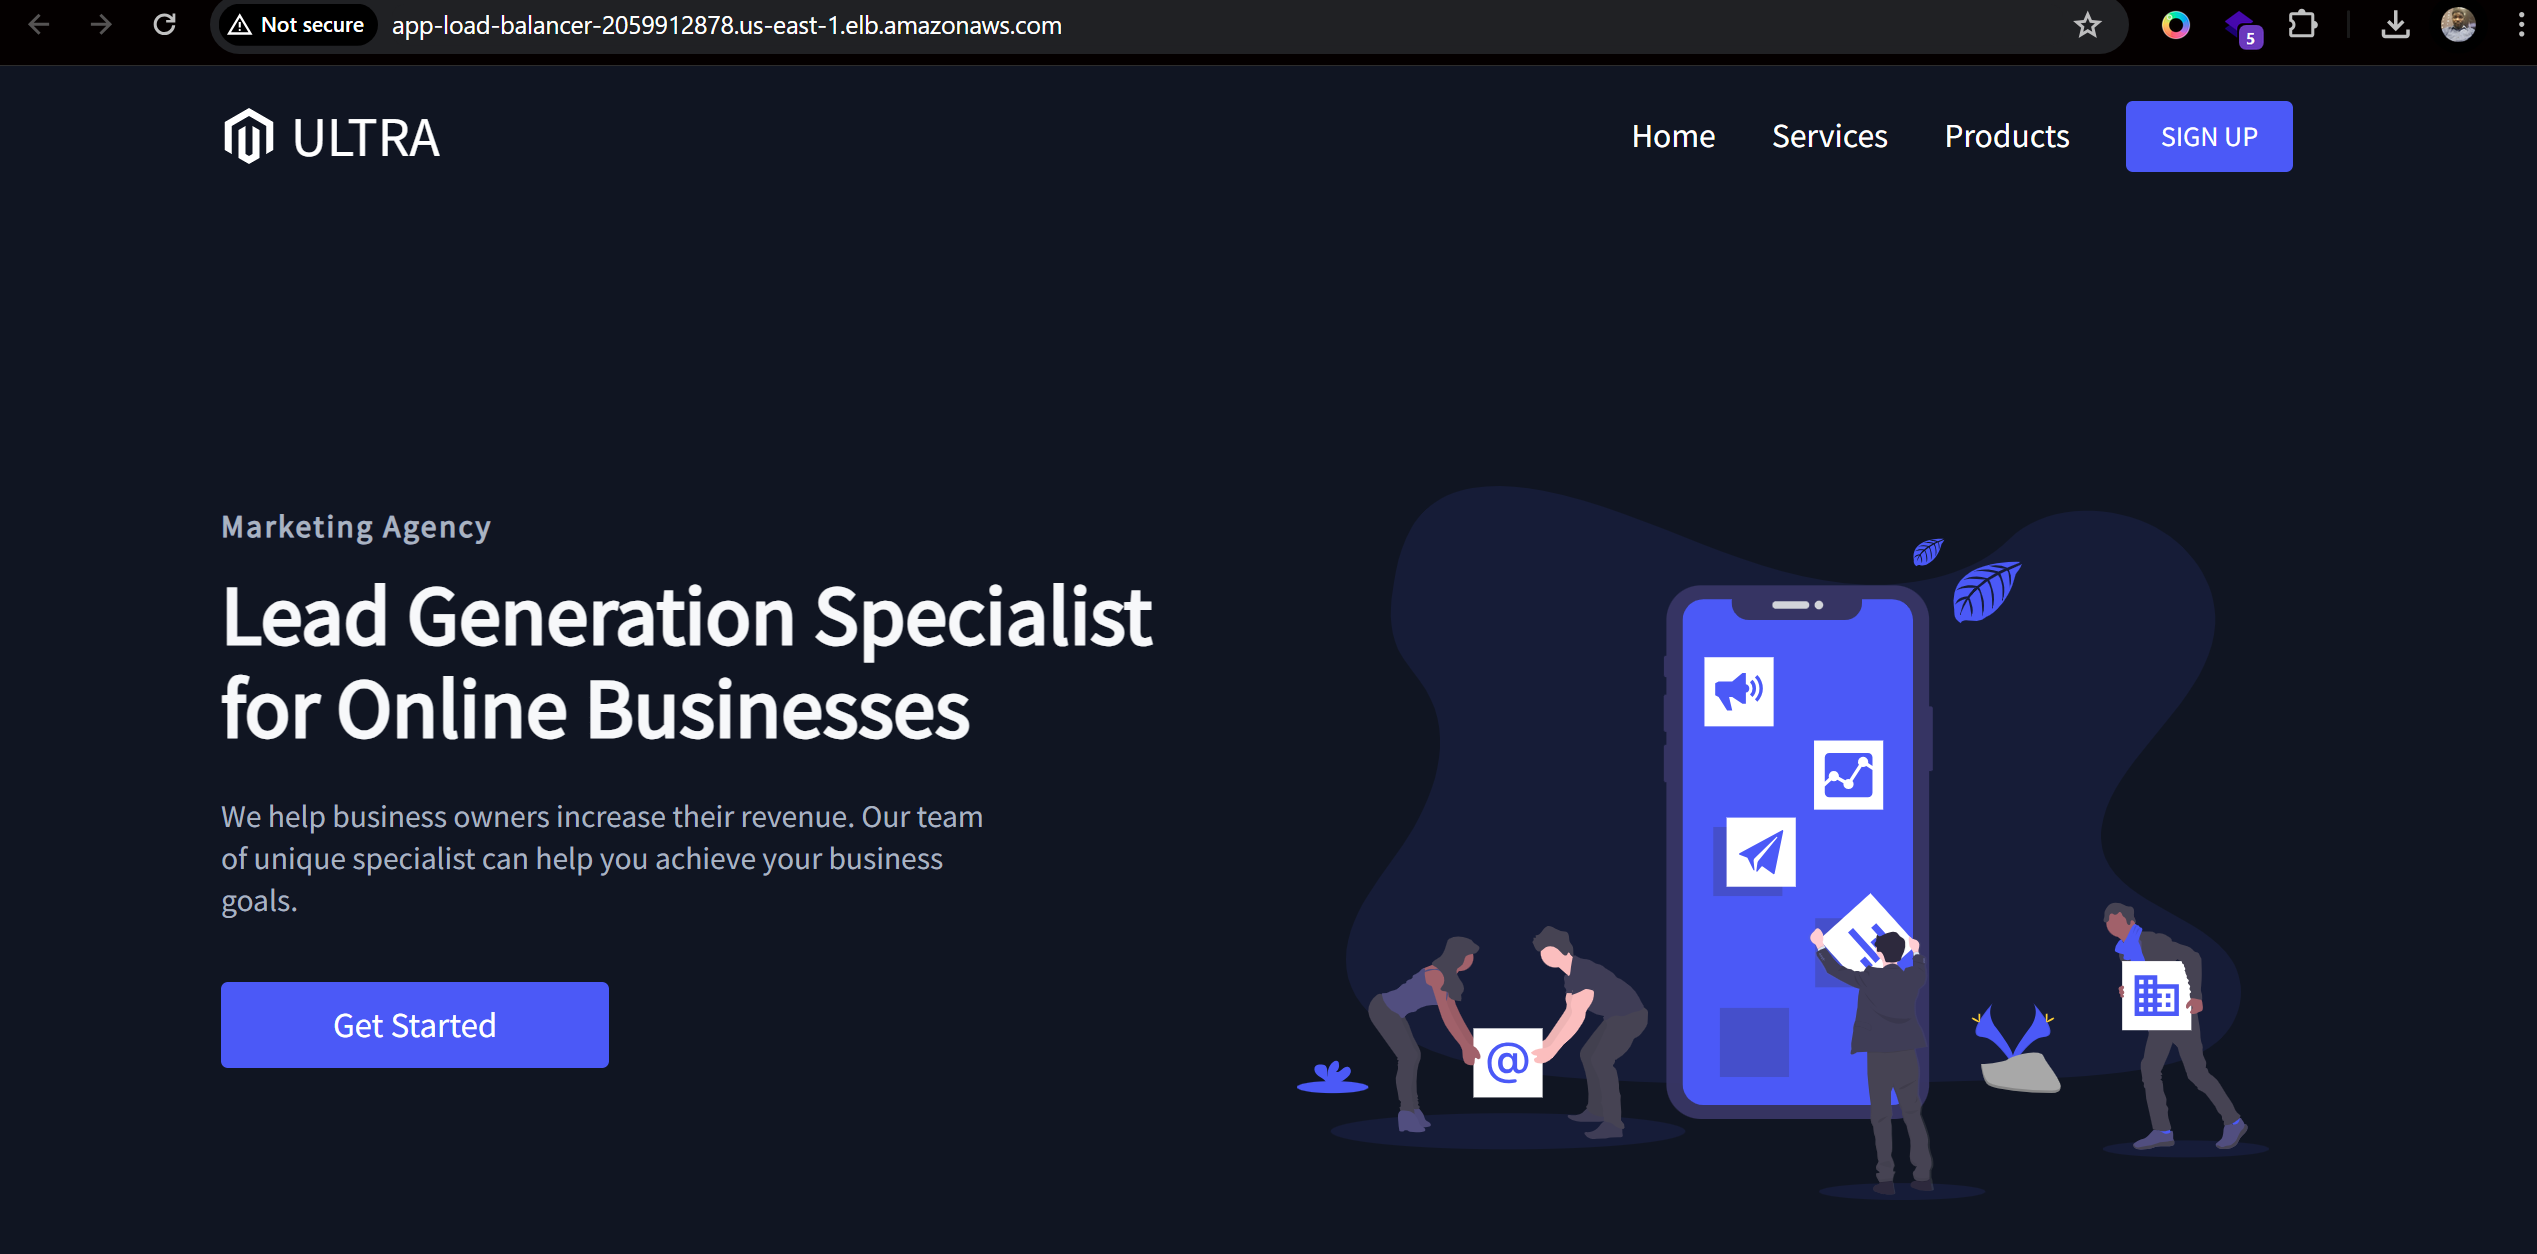 Not secure
app-load-balancer-2059912878.us-east-1.elb.amazonaws.com
5
ULTRA
Home
Services
Products
SIGN UP
Marketing Agency
Lead Generation Specialist
for Online Businesses
We help business owners increase their revenue. Our team
of unique specialist can help you achieve your business
goals.
Get Started
@